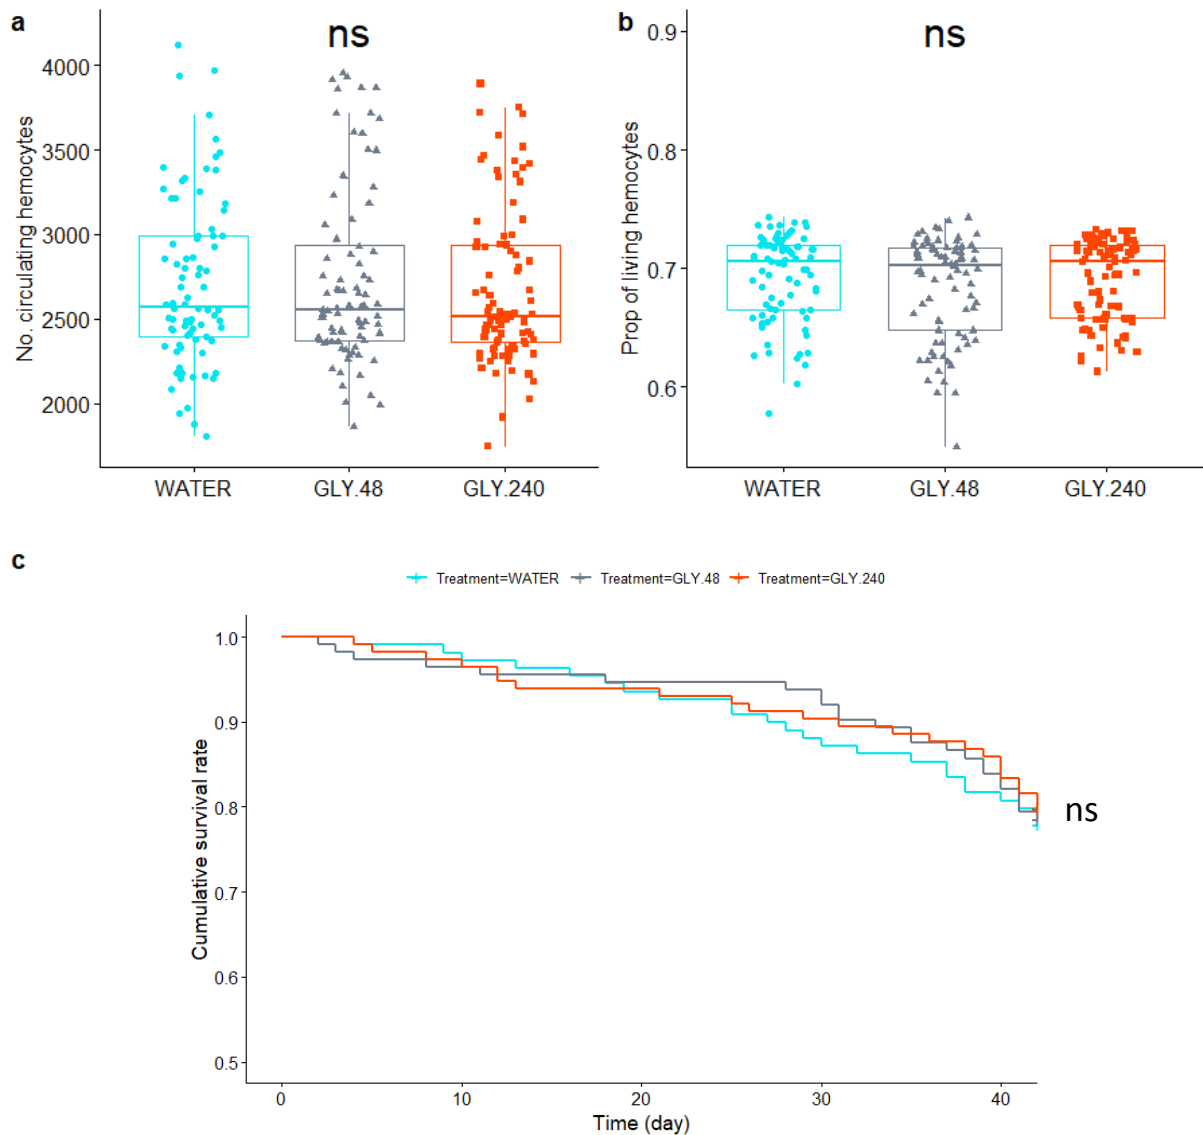 a
ns
No. circulating hemocytes
4000
3500
3000
2500
2000
WATER GLY.48 GLY.240
b
ns
Prop of living hemocytes
0.9
0.8
0.7
0.6
WATER GLY.48 GLY.240
c
Treatment=WATER Treatment=GLY.48 Treatment=GLY.240
Cumulative survival rate
1.0
0.9
0.8
0.7
0.6
0.5
ns
0 10 20 30 40
Time (day)